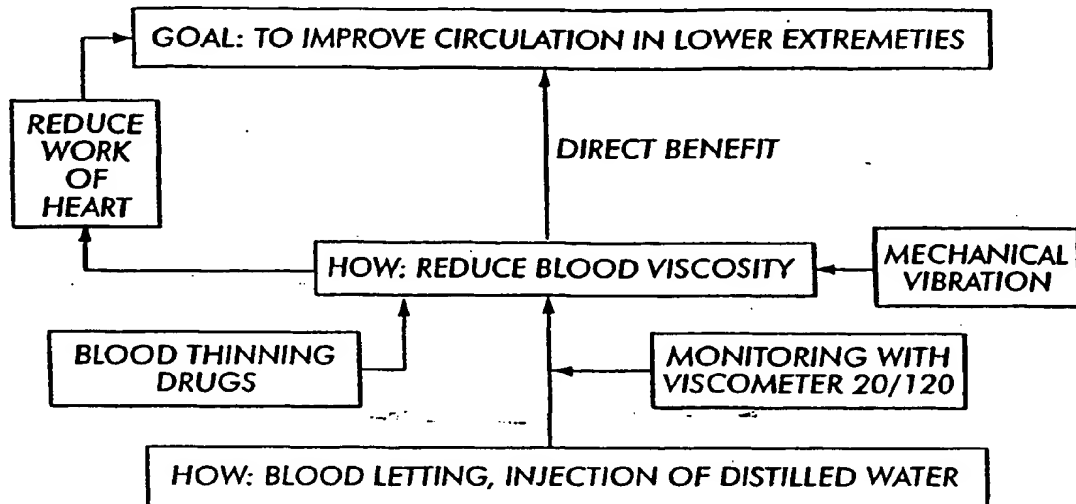 GOAL: TO IMPROVE CIRCULATION IN LOWER EXTREMETIES
REDUCE
WORK
OF
HEART
DIRECT BENEFIT
HOW: REDUCE BLOOD VISCOSITY
MECHANICAL
VIBRATION
BLOOD THINNING
DRUGS
MONITORING WITH
VISCOMETER 20/120
HOW: BLOOD LETTING, INJECTION OF DISTILLED WATER